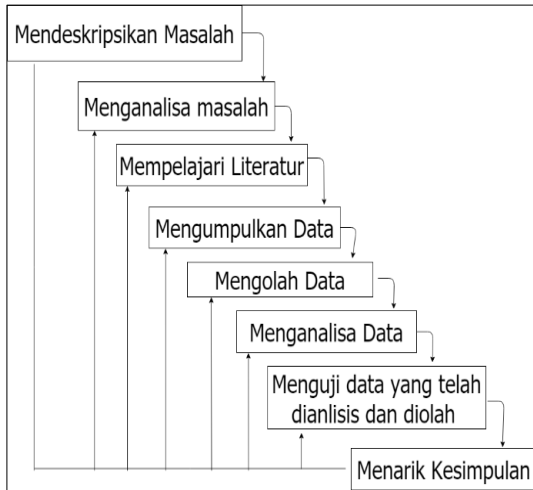 Mendeskripsikan Masalah
Menganalisa masalah
Mempelajari Literatur
Mengumpulkan Data
Mengolah Data
Menganalisa Data
Menguji data yang telah
dianlisis dan diolah
Menarik Kesimpulan